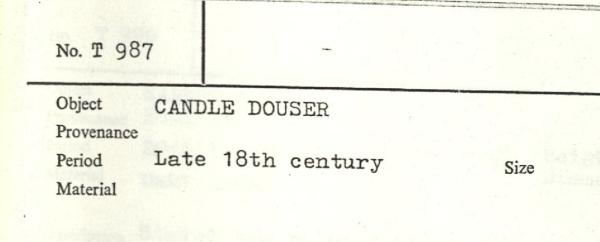 No. T 987
Object CANDLE DOUSER
Provenance
Period Late 18th century Size
Material